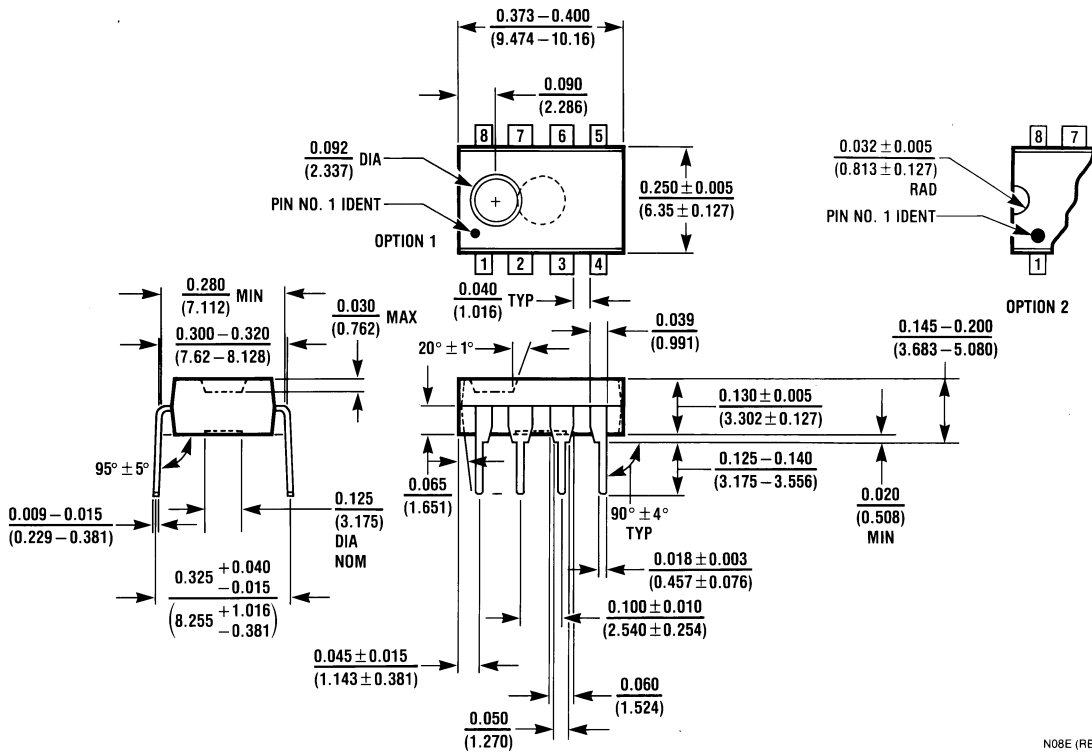 0.373 – 0.400
(9.474 – 10.16)
0.090
(2.286)
8 7 6 5
0.092 DIA
(2.337)
PIN NO. 1 IDENT
OPTION 1
0.250 ± 0.005
(6.35 ± 0.127)
1 2 3 4
8 7
0.032 ± 0.005
(0.813 ± 0.127)
RAD
PIN NO. 1 IDENT
1
OPTION 2
0.280 MIN
(7.112)
0.300 – 0.320
(7.62 – 8.128)
0.030 MAX
(0.762)
0.040 TYP
(1.016)
0.039
(0.991)
0.145 – 0.200
(3.683 – 5.080)
20° ± 1°
0.130 ± 0.005
(3.302 ± 0.127)
95° ± 5°
0.065
(1.651)
0.125 – 0.140
(3.175 – 3.556)
90° ± 4°
TYP
0.020
(0.508)
MIN
0.009 – 0.015
(0.229 – 0.381)
0.125
(3.175)
DIA
NOM
0.018 ± 0.003
(0.457 ± 0.076)
0.325 +0.040
–0.015
(8.255 +1.016
–0.381)
0.100 ± 0.010
(2.540 ± 0.254)
0.045 ± 0.015
(1.143 ± 0.381)
0.060
(1.524)
0.050
(1.270)
N08E (RE